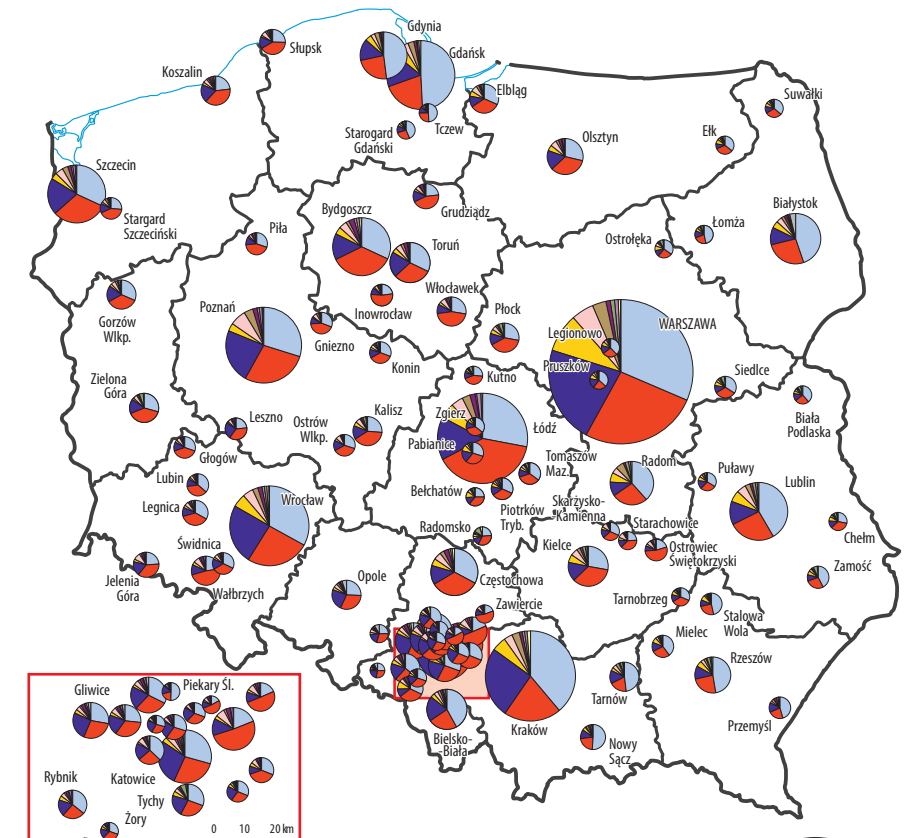 Gdynia
Słupsk
Gdańsk
Koszalin
Elbląg
Suwałki
Tczew
Starogard
Gdański
Olsztyn
Ełk
Szczecin
Stargard
Szczeciński
Grudziądz
Bydgoszcz
Białystok
Łomża
Piła
Toruń
Ostrołęka
Włocławek
Inowrocław
Gorzów
Wlkp.
Poznań
Płock
WARSZAWA
Legionowo
Gniezno
Konin
Pruszków
Siedlce
Kutno
Zielona
Góra
Biała
Podlaska
Leszno
Ostrów
Wlkp.
Kalisz
Zgierz
Łódź
Pabianice
Głogów
Tomaszów
Maz.
Radom
Lubin
Puławy
Lublin
Legnica
Wrocław
Bełchatów
Piotrków
Tryb.
Skarżysko-
Kamienna
Starachowice
Radomsko
Chełm
Świdnica
Kielce
Ostrowiec
Świętokrzyski
Jelenia
Góra
Wałbrzych
Opole
Częstochowa
Zamość
Zawiercie
Tarnobrzeg
Stalowa
Wola
Mielec
Rzeszów
Kraków
Tarnów
Przemyśl
Bielsko-
-Biała
Nowy
Sącz
Gliwice
Piekary Śl.
Rybnik
Katowice
Tychy
Żory
0 10 20 km